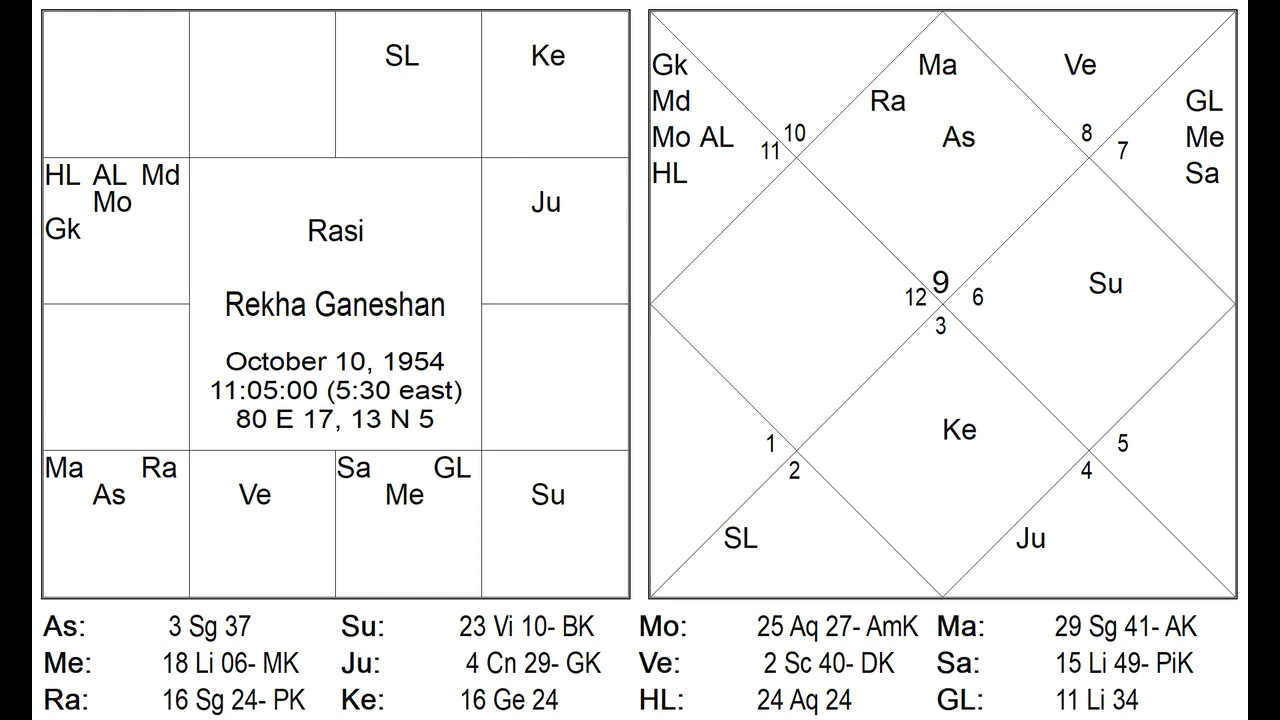 SL Ke
HL AL Md
Mo
Gk
Ju
Rasi
Rekha Ganeshan
October 10, 1954
11:05:00 (5:30 east)
80 E 17, 13 N 5
Ma Ra
As
Ve
Sa GL
Me
Su
Gk Ma Ve
Md Ra GL
Mo AL As Me
10 8
11 7
HL Sa
9 Su
12 6
3
Ke
1 5
2 4
SL Ju
As: 3 Sg 37 Su: 23 Vi 10- BK Mo: 25 Aq 27- AmK Ma: 29 Sg 41- AK
Me: 18 Li 06- MK Ju: 4 Cn 29- GK Ve: 2 Sc 40- DK Sa: 15 Li 49- PiK
Ra: 16 Sg 24- PK Ke: 16 Ge 24 HL: 24 Aq 24 GL: 11 Li 34